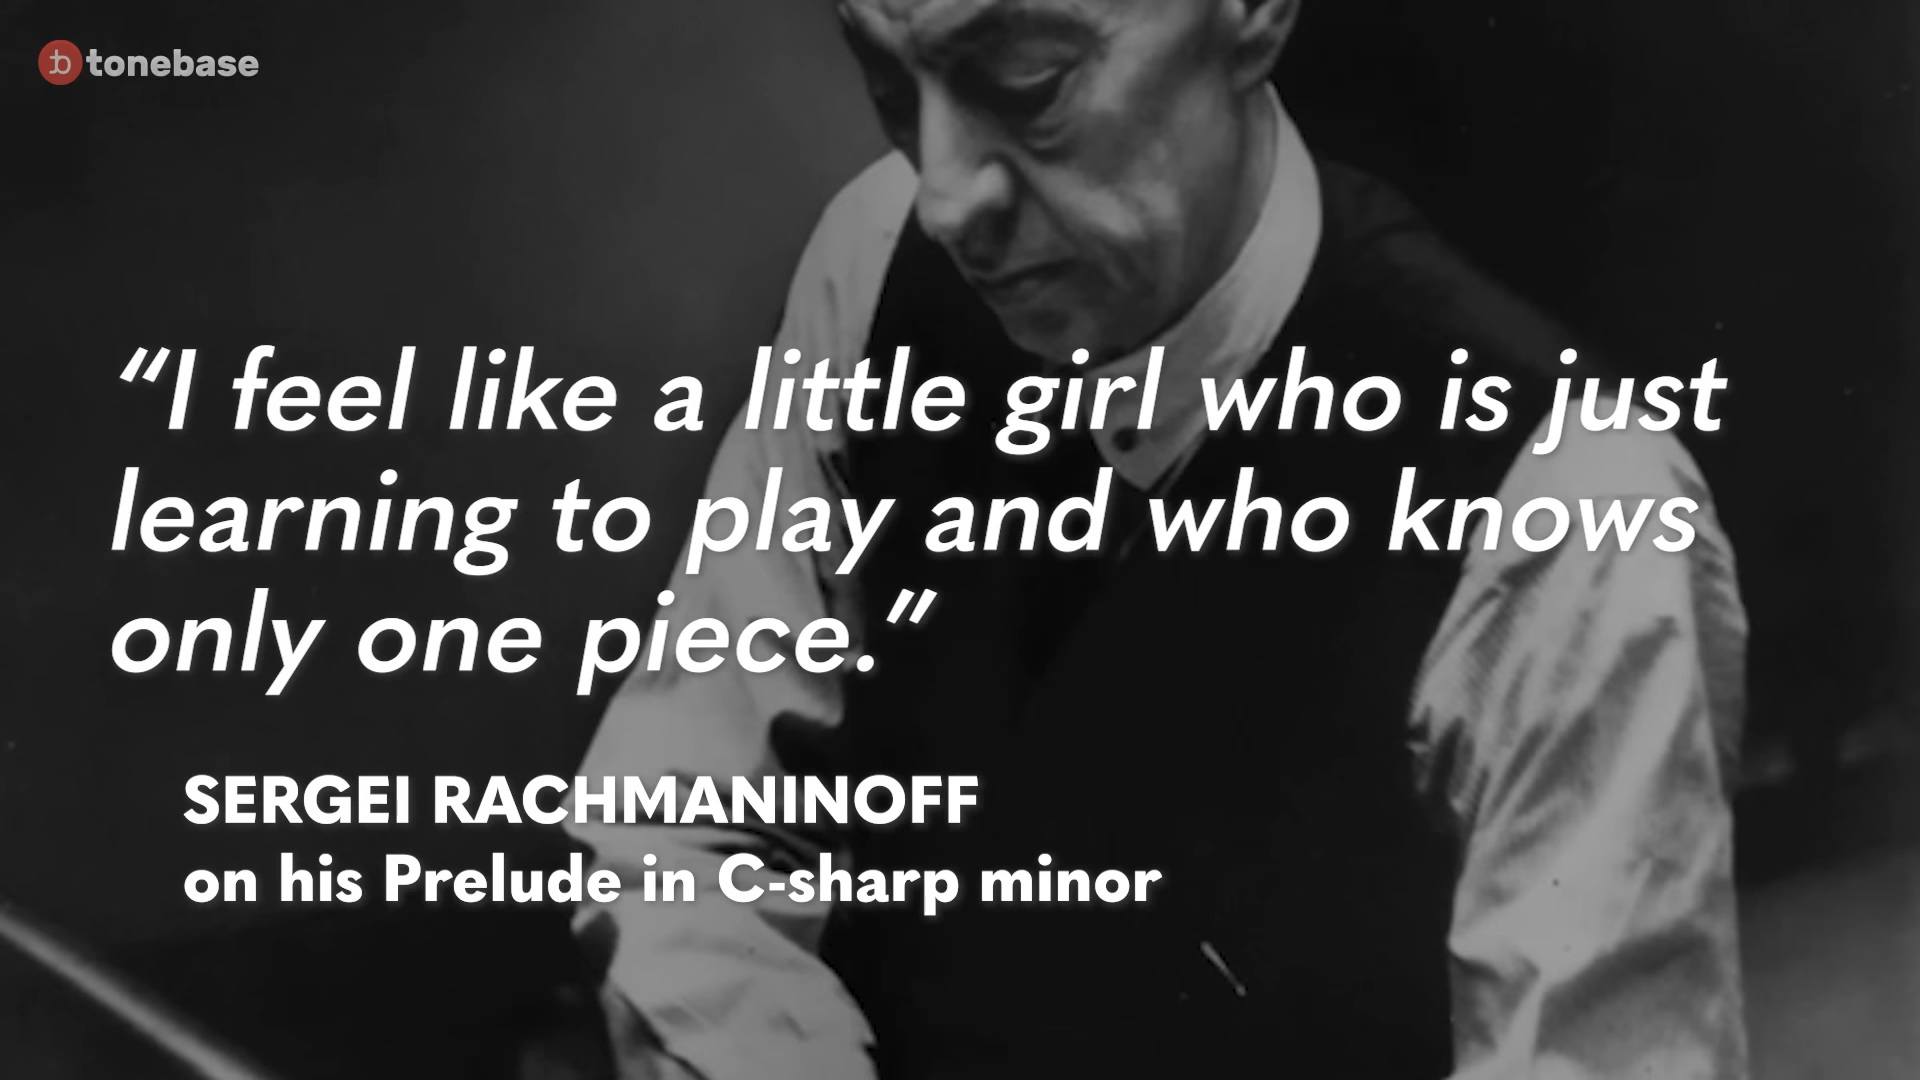 tonebase
“I feel like a little girl who is just
learning to play and who knows
only one piece.”
SERGEI RACHMANINOFF
on his Prelude in C-sharp minor